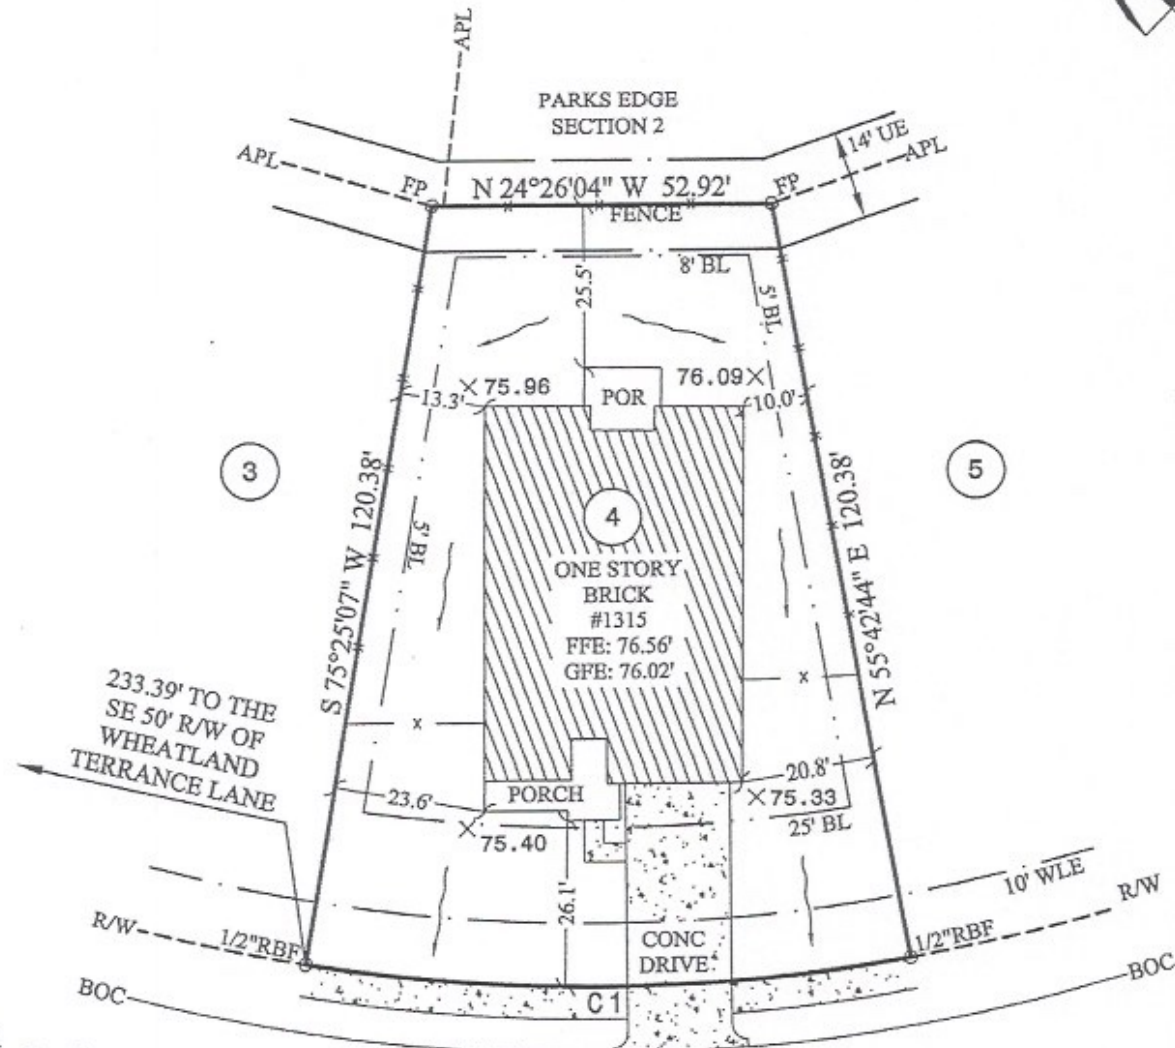 APL
PARKS EDGE
SECTION 2
14' UE
APL
APL
FP
N 24°26'04" W 52.92'
FP
FENCE
8' BL
25.5'
5' BL
75.96
76.09
POR
13.3'
10.0'
3
5
4
S 75°25'07" W 120.38'
5' BL
N 55°42'44" E 120.38'
ONE STORY
BRICK
#1315
FFE: 76.56'
GFE: 76.02'
233.39' TO THE
SE 50' R/W OF
WHEATLAND
TERRANCE LANE
20.8'
23.6'
PORCH
75.33
75.40
25' BL
26.1'
10' WLE
R/W
R/W
1/2"RBF
CONC
DRIVE
1/2"RBF
BOC
C1
BOC